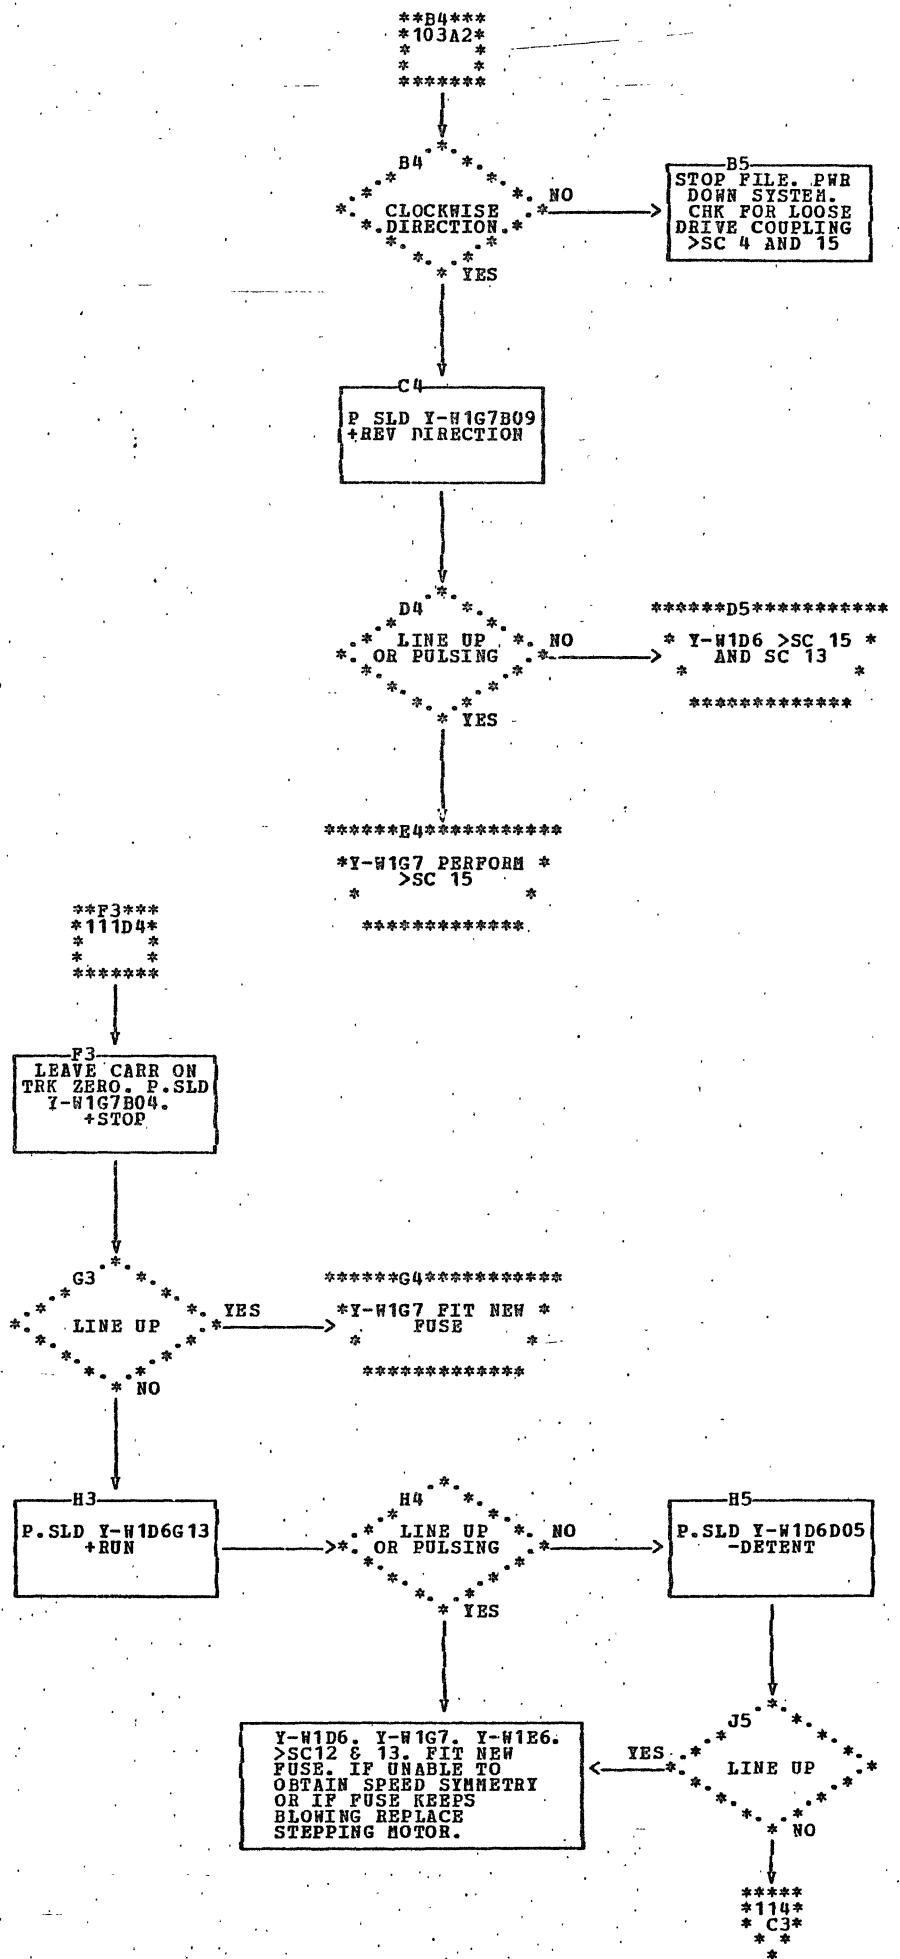 **B4***
*103A2*
* *
* *
*******
B4
CLOCKWISE
DIRECTION
NO
YES
B5
STOP FILE. PWR
DOWN SYSTEM.
CHK FOR LOOSE
DRIVE COUPLING
>SC 4 AND 15
C4
P SLD Y-W1G7B09
+REV DIRECTION
D4
LINE UP
OR PULSING
NO
YES
******D5***********
* Y-W1D6 >SC 15 *
AND SC 13
* *
*************
******E4***********
*Y-W1G7 PERFORM *
>SC 15
* *
*************
**F3***
*111D4*
* *
* *
*******
F3
LEAVE CARR ON
TRK ZERO. P.SLD
Y-W1G7B04.
+STOP
G3
LINE UP
YES
NO
******G4***********
*Y-W1G7 FIT NEW *
FUSE
* *
*************
H3
P.SLD Y-W1D6G13
+RUN
H4
LINE UP
OR PULSING
NO
YES
H5
P.SLD Y-W1D6D05
-DETENT
J5
LINE UP
YES
NO
Y-W1D6. Y-W1G7. Y-W1E6.
>SC12 & 13. FIT NEW
FUSE. IF UNABLE TO
OBTAIN SPEED SYMMETRY
OR IF FUSE KEEPS
BLOWING REPLACE
STEPPING MOTOR.
*****
*114*
* C3*
* *
*